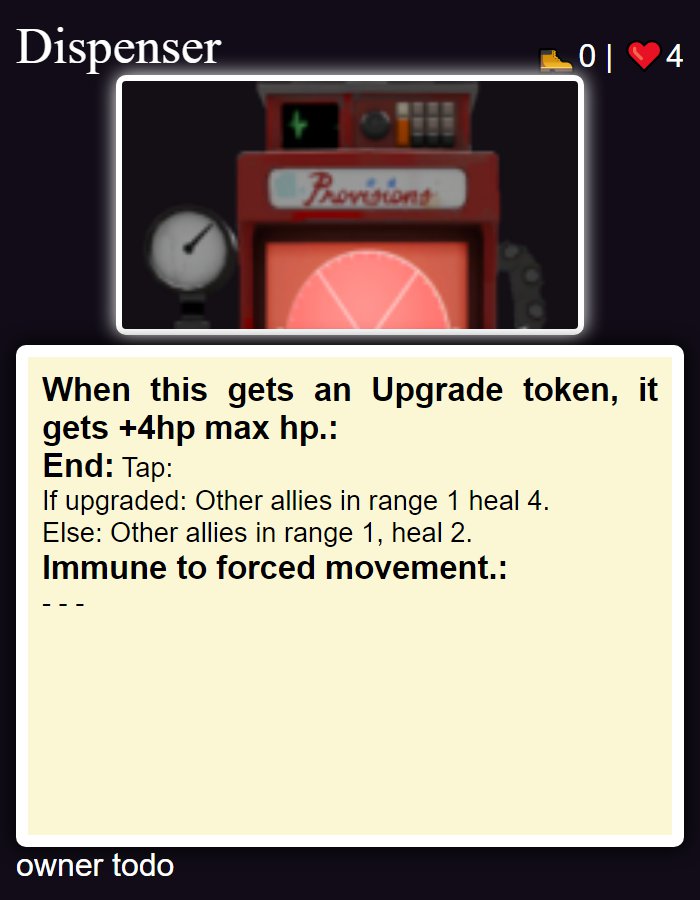 Dispenser
0 | 4
Provisions
When this gets an Upgrade token, it
gets +4hp max hp.:
End: Tap:
If upgraded: Other allies in range 1 heal 4.
Else: Other allies in range 1, heal 2.
Immune to forced movement.:
- - -
owner todo